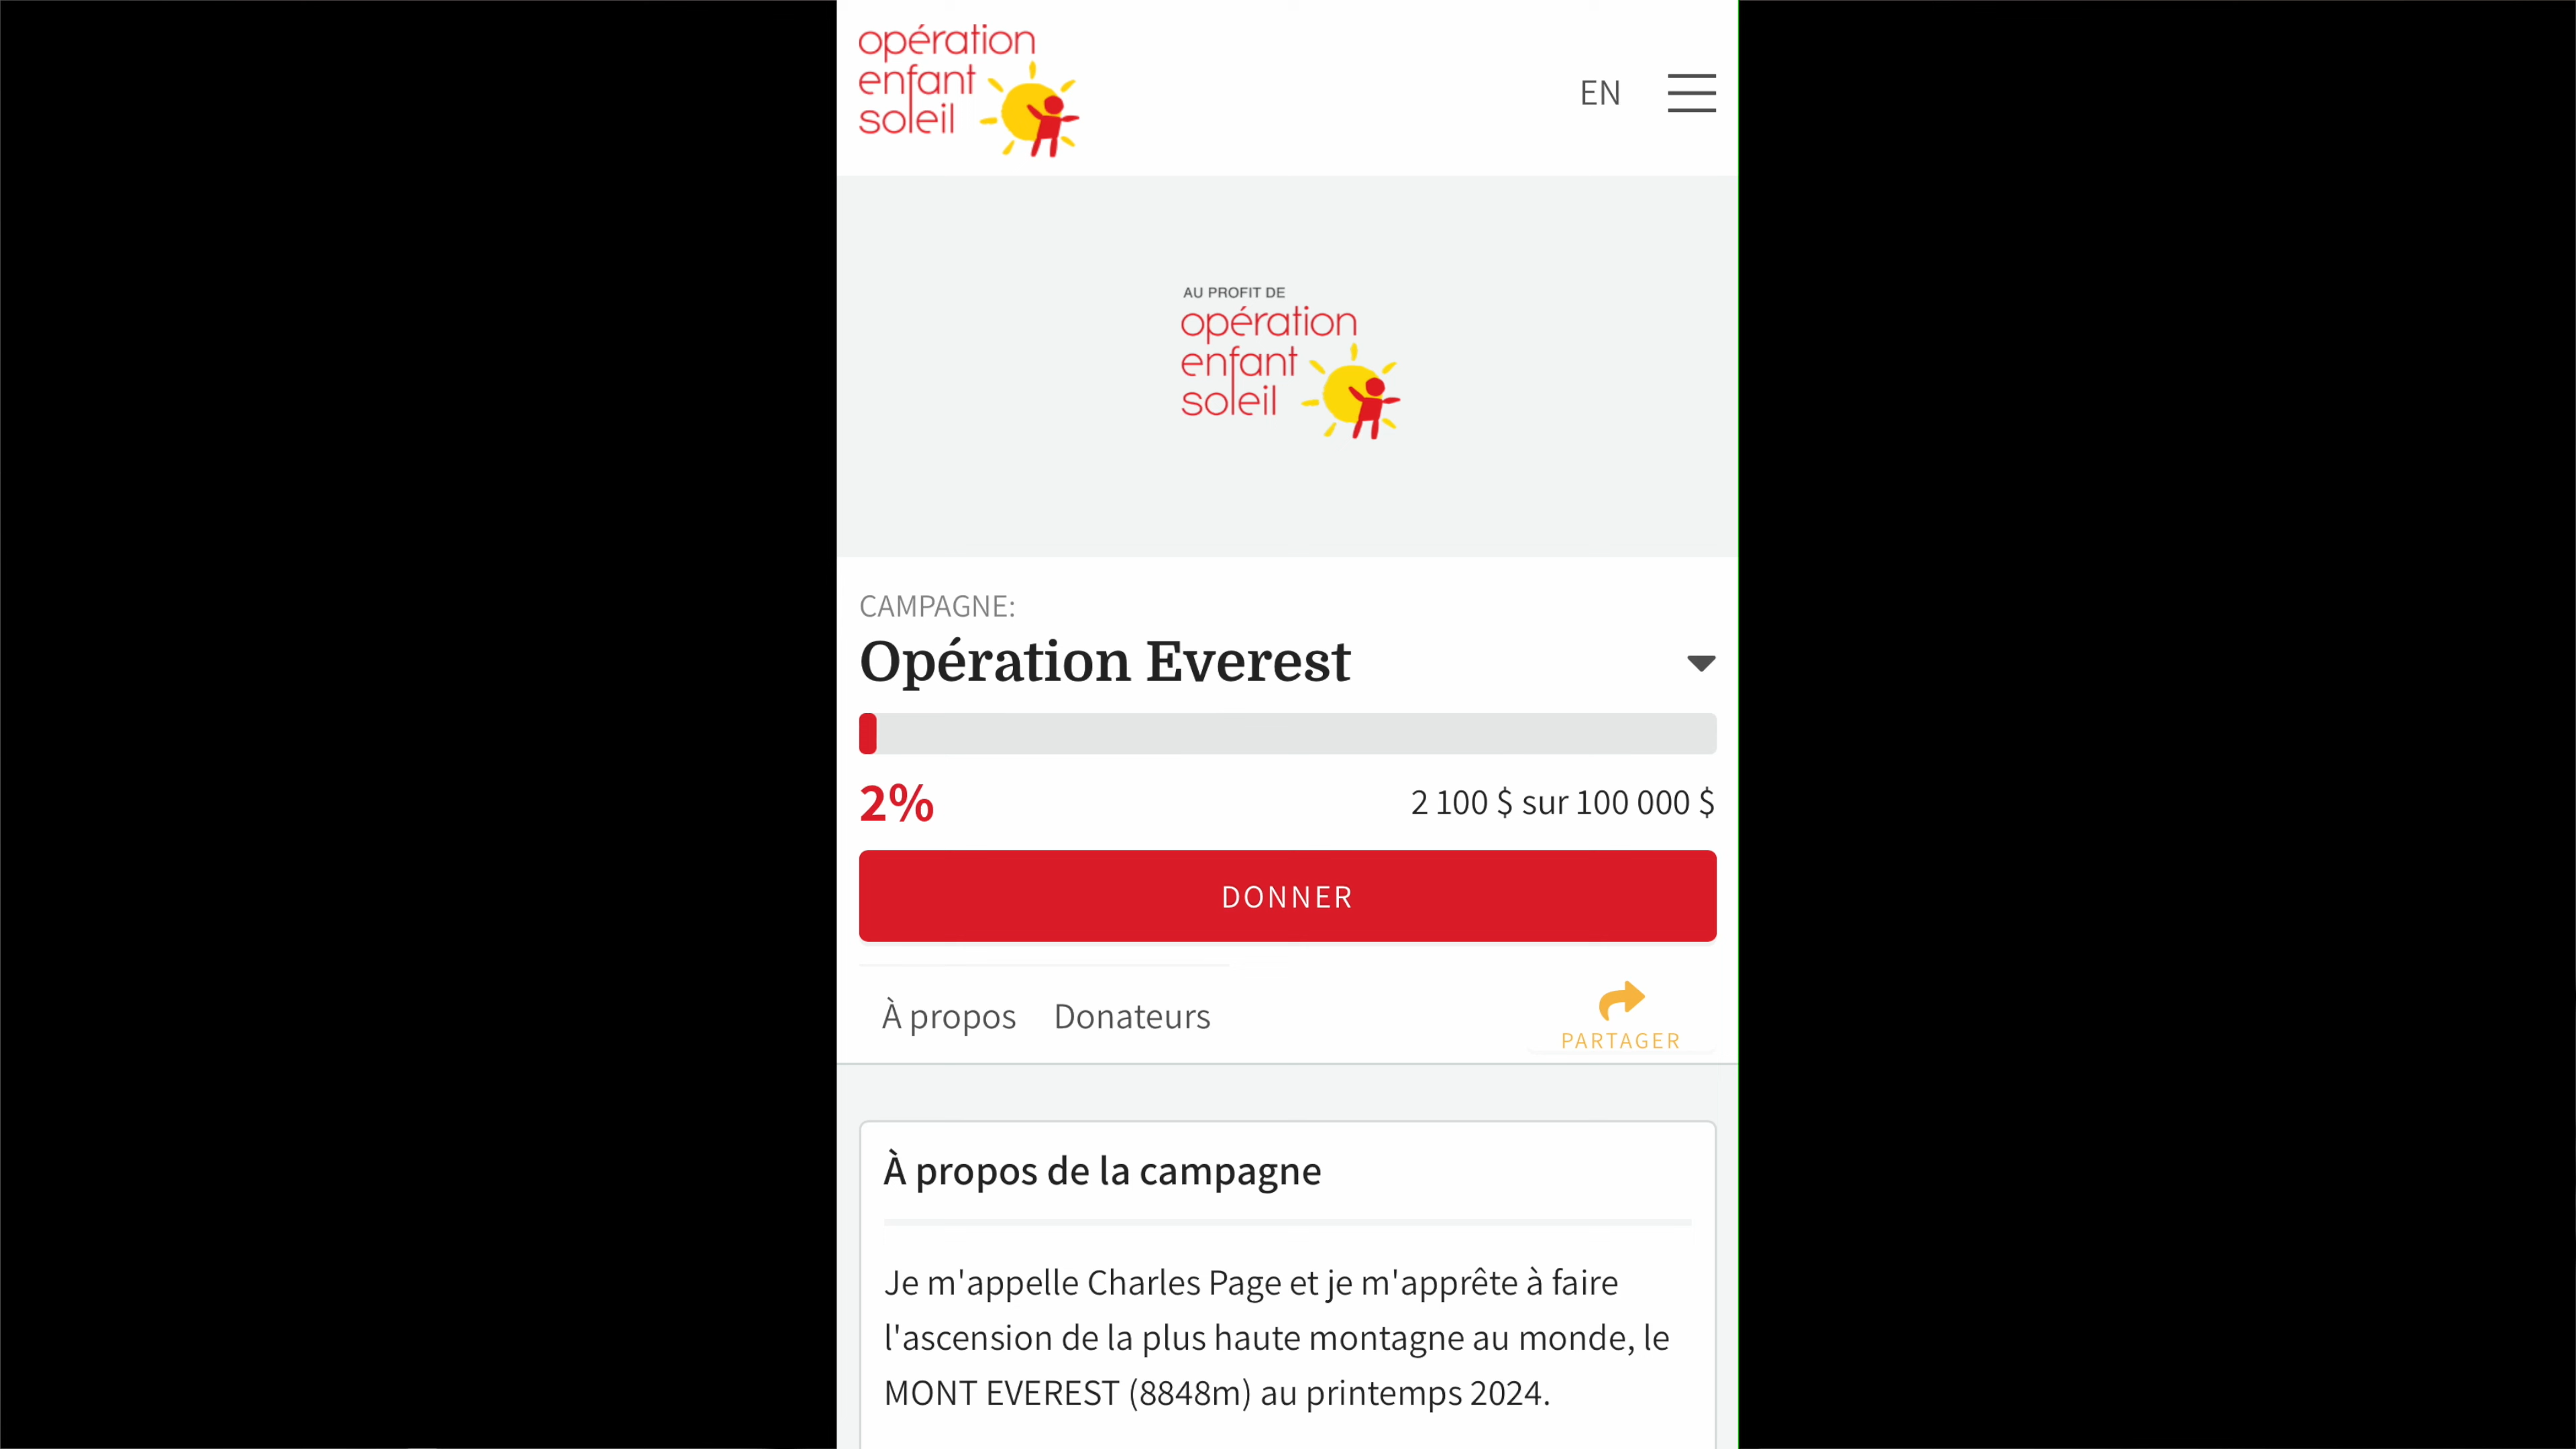 opération
enfant
soleil
EN
AU PROFIT DE
opération
enfant
soleil
CAMPAGNE:
Opération Everest
2%
2 100 $ sur 100 000 $
DONNER
À propos
Donateurs
PARTAGER
À propos de la campagne
Je m'appelle Charles Page et je m'apprête à faire
l'ascension de la plus haute montagne au monde, le
MONT EVEREST (8848m) au printemps 2024.